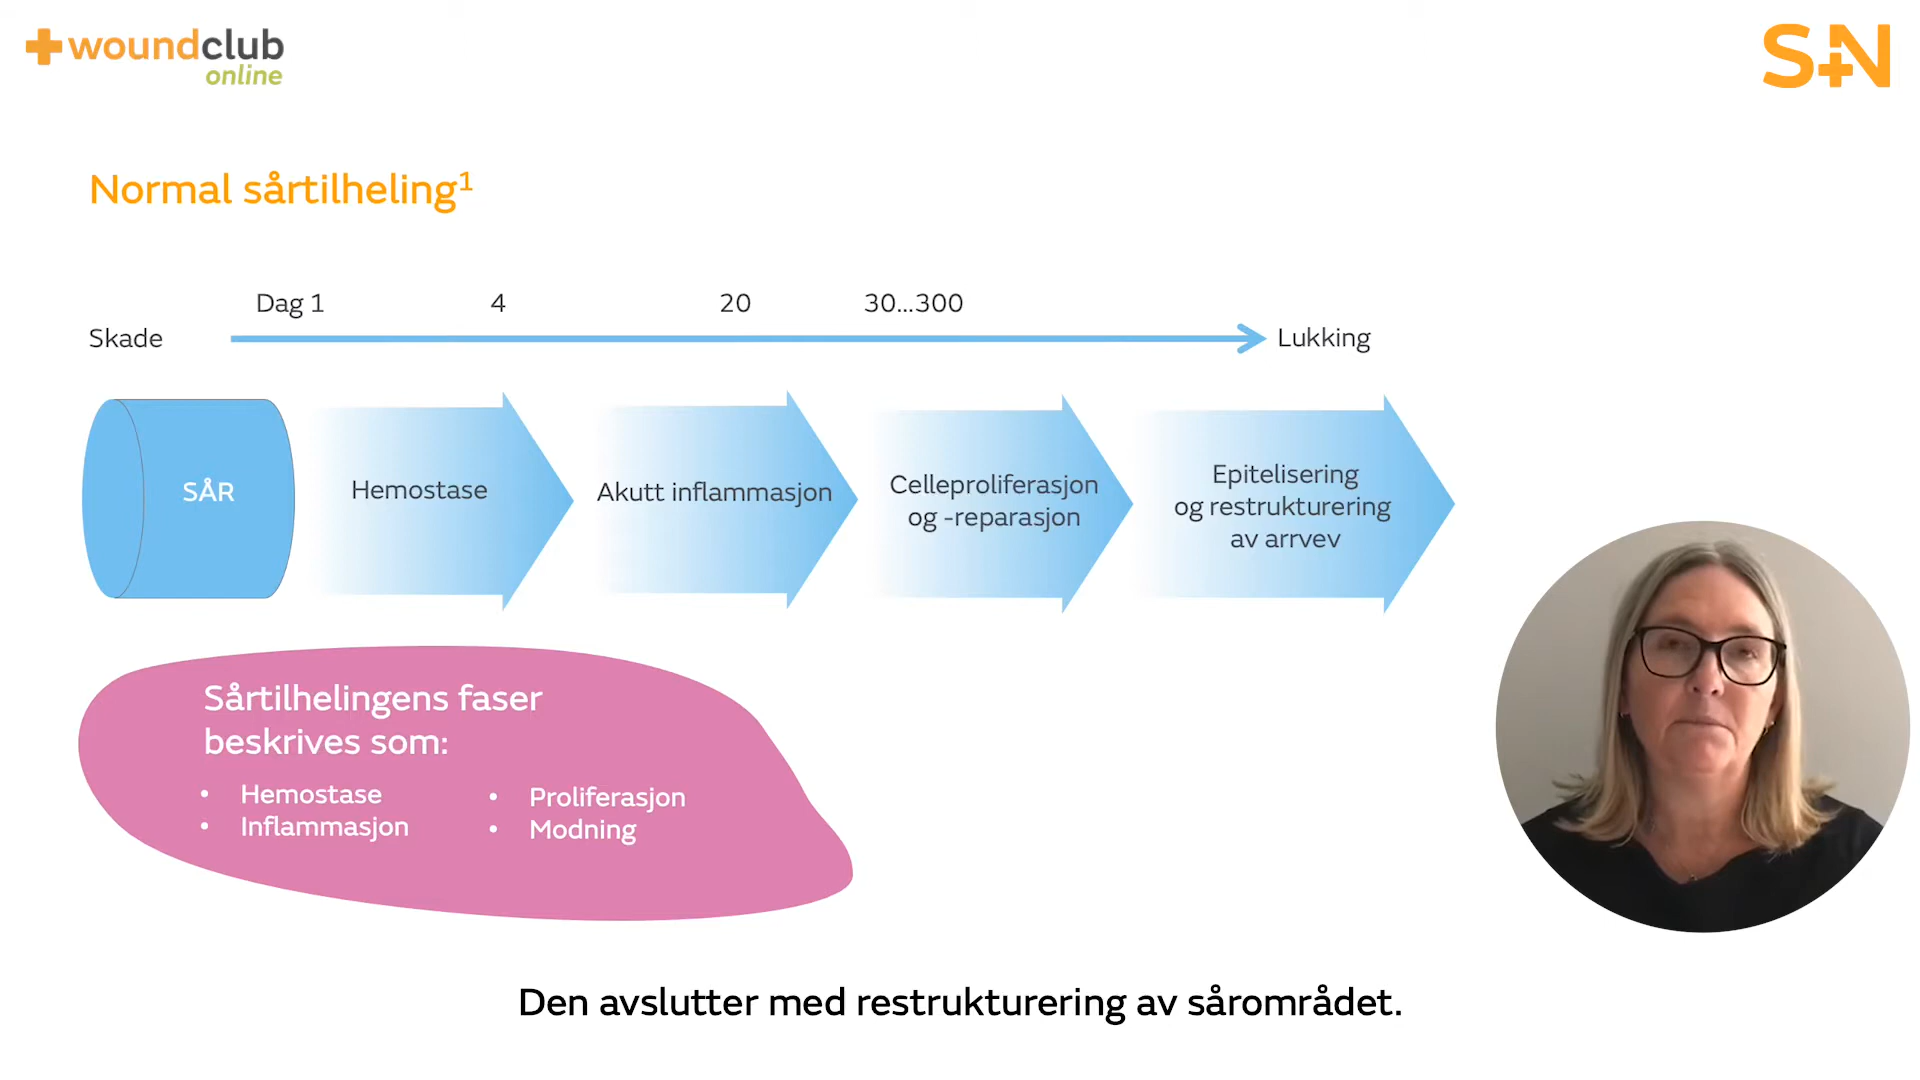 woundclub
online
S+N
Normal sårtilheling¹
Dag 1
4
20
30...300
Skade
Lukking
SÅR
Hemostase
Akutt inflammasjon
Celleproliferasjon
og -reparasjon
Epitelisering
og restrukturering
av arrvev
Sårtilhelingens faser
beskrives som:
• Hemostase
• Inflammasjon
• Proliferasjon
• Modning
Den avslutter med restrukturering av sårområdet.